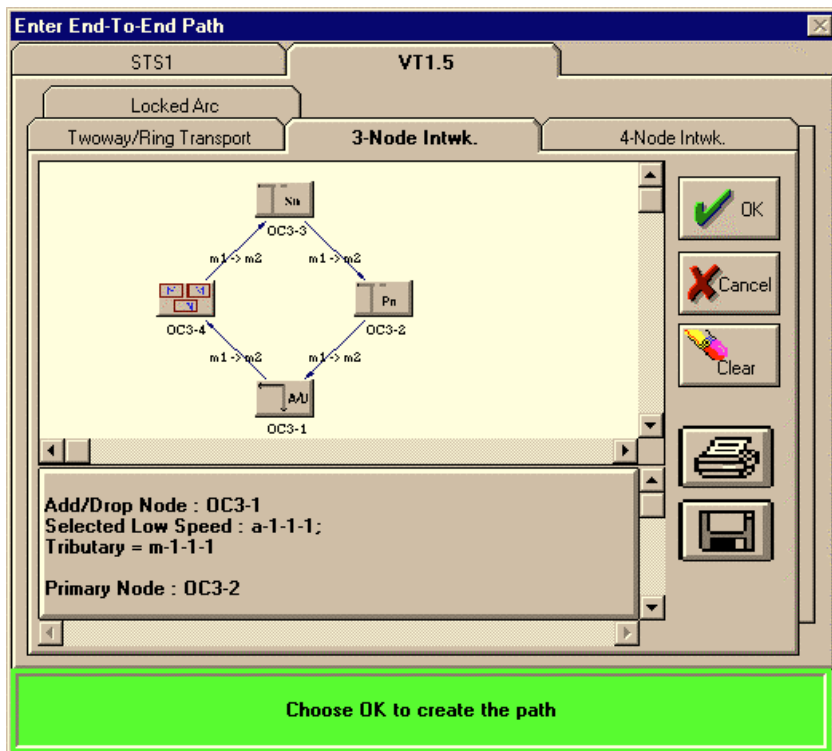 Enter End-To-End Path
STS1
VT1.5
Locked Arc
Twoway/Ring Transport
3-Node Intwk.
4-Node Intwk.
Sn
OC3-3
m1 -> m2
m1 -> m2
OC3-4
Pn
OC3-2
m1 -> m2
m1 -> m2
A/D
OC3-1
OK
Cancel
Clear
Add/Drop Node : OC3-1
Selected Low Speed : a-1-1-1;
Tributary = m-1-1-1
Primary Node : OC3-2
Choose OK to create the path